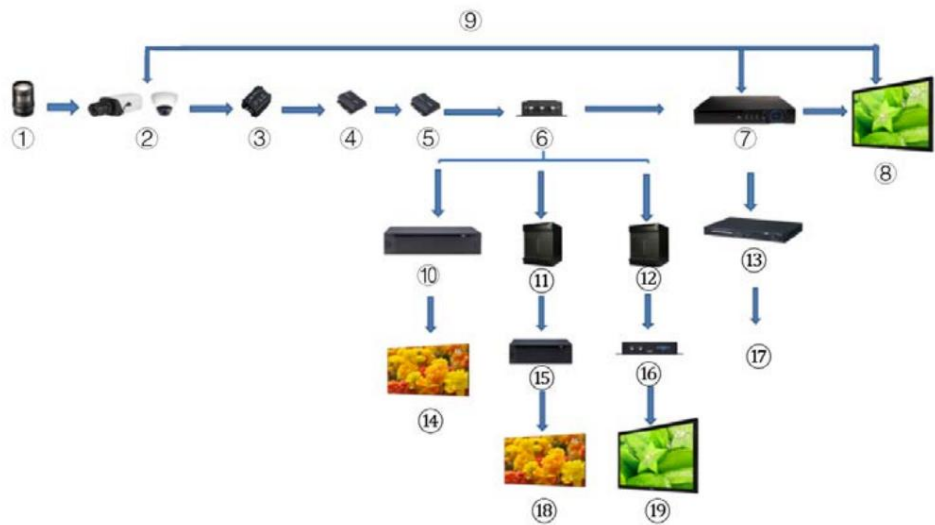 ⑨
① ② ③ ④ ⑤ ⑥ ⑦ ⑧
⑩ ⑪ ⑫ ⑬
⑭ ⑮ ⑯ ⑰
⑱ ⑲